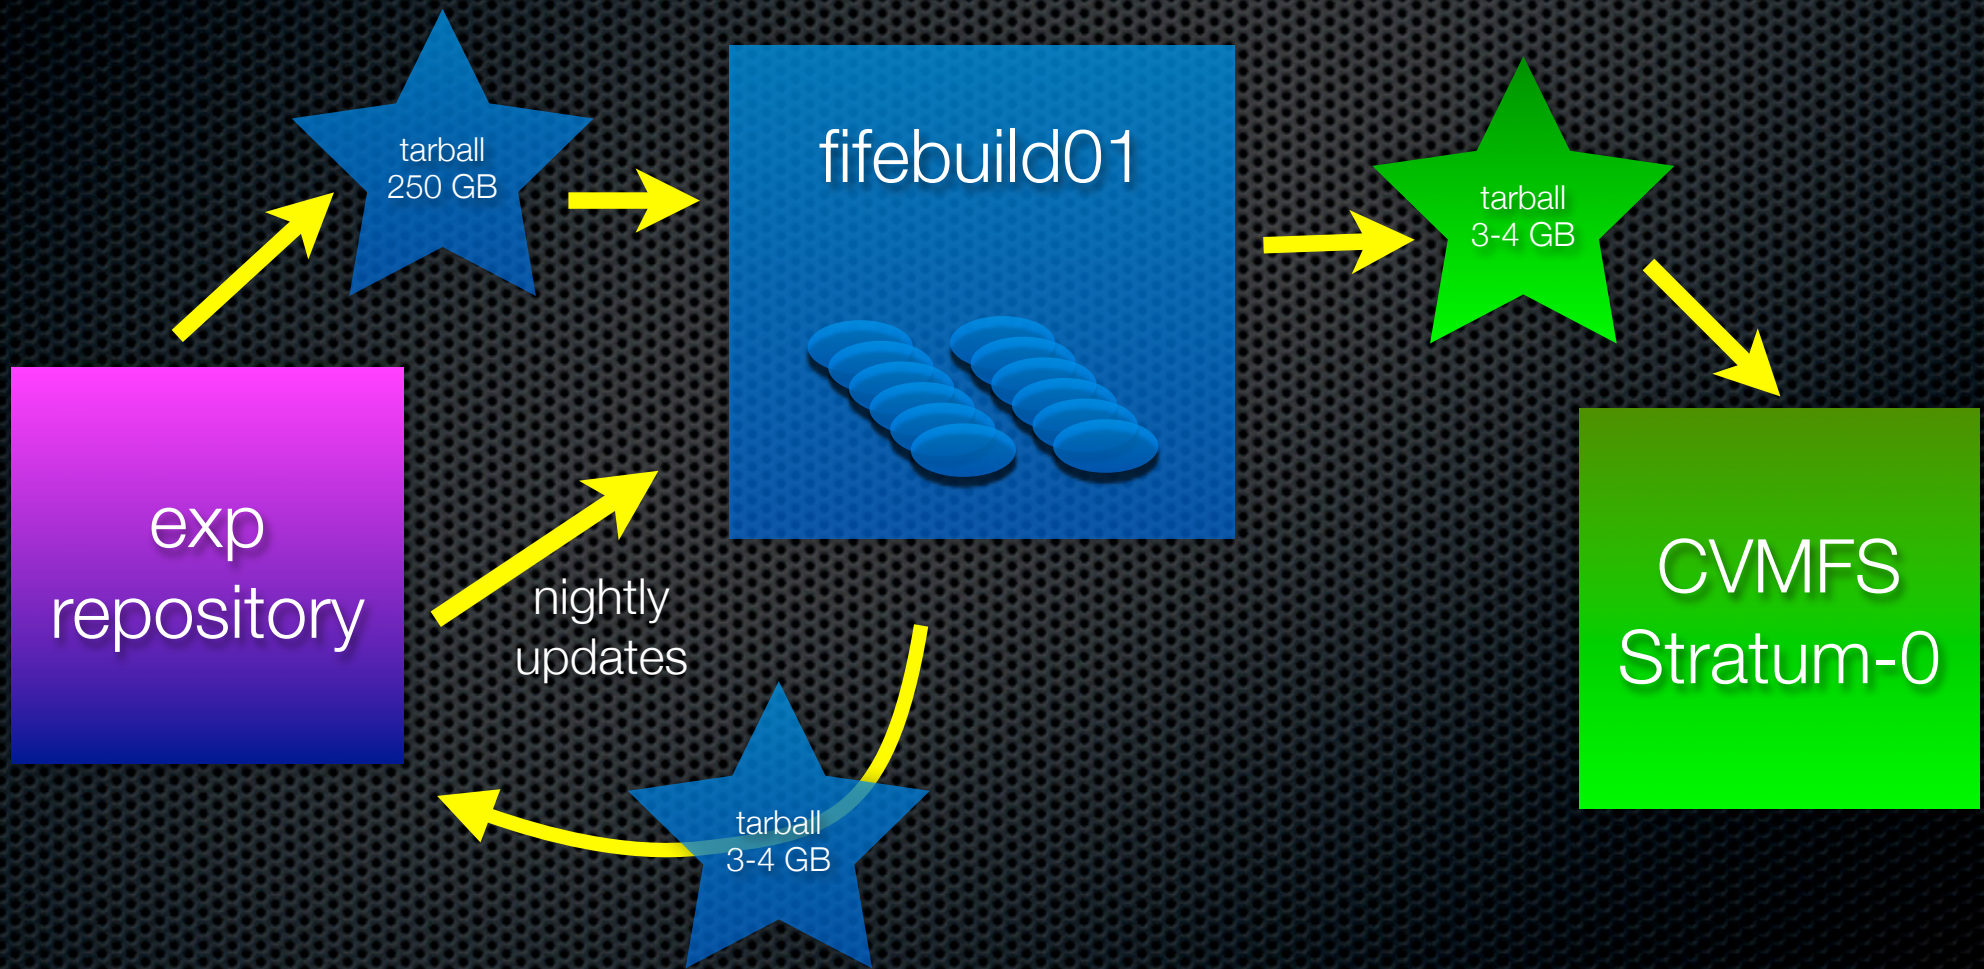 tarball
250 GB
fifebuild01
tarball
3-4 GB
exp
repository
nightly
updates
CVMFS
Stratum-0
tarball
3-4 GB